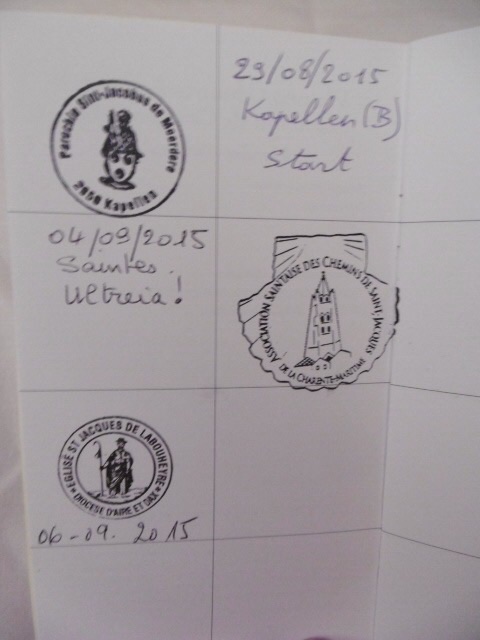 Parochie Sint-Jacobus de Meerdere
2950 Kapellen
29/08/2015
Kapellen (B)
Start
04/09/2015
Saintes.
Ultreia!
ASSOCIATION SAINTAISE DES CHEMINS DE SAINT JACQUES
DE LA CHARENTE-MARITIME
EGLISE ST JACQUES DE LABOUHEYRE
DIOCESE D'AIRE ET DAX
06-09. 2015